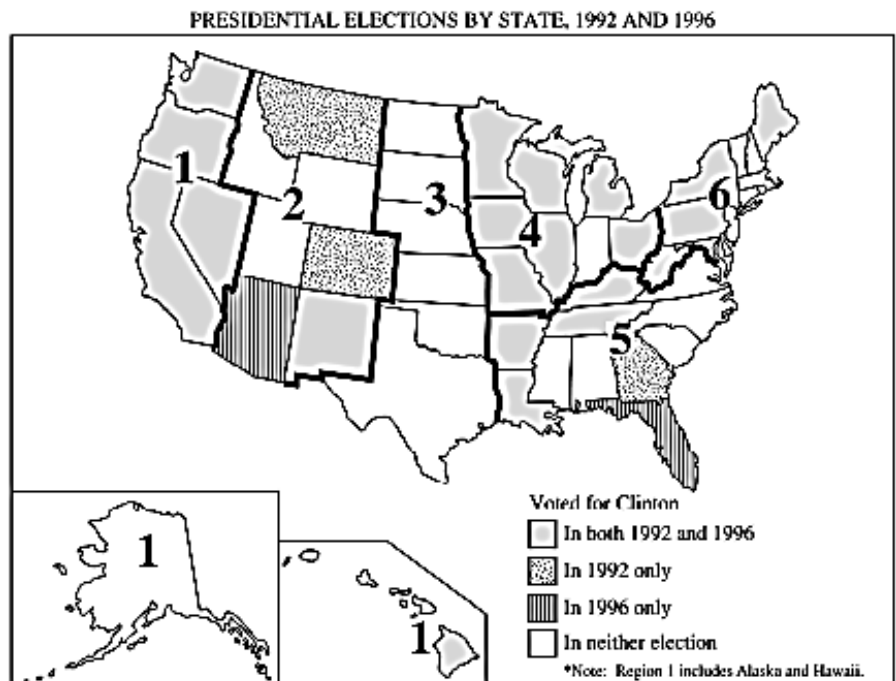 PRESIDENTIAL ELECTIONS BY STATE, 1992 AND 1996
1
2
3
4
5
6
1
1
Voted for Clinton
In both 1992 and 1996
In 1992 only
In 1996 only
In neither election
*Note: Region 1 includes Alaska and Hawaii.